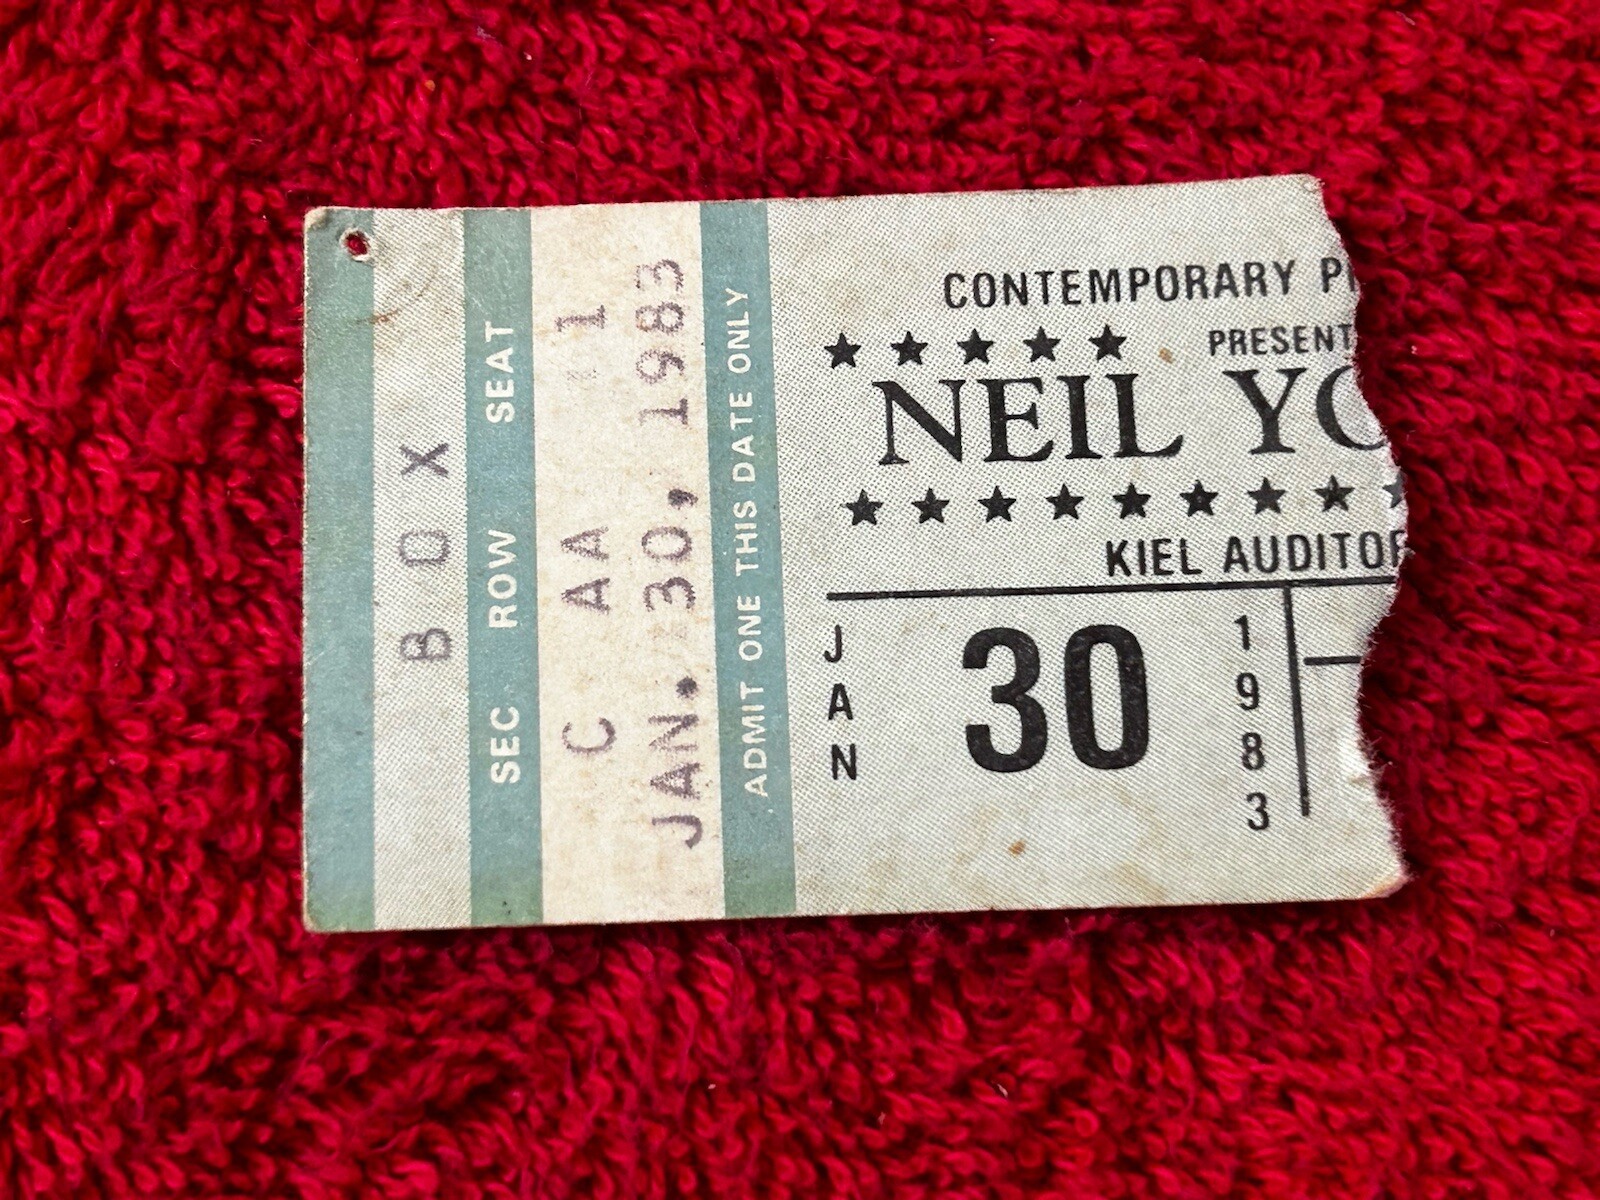 BOX
SEC ROW SEAT
C AA 1
JAN. 30, 1983
ADMIT ONE THIS DATE ONLY
CONTEMPORARY P
★★★★★ PRESENT
NEIL YO
★★★★★★★★★
KIEL AUDITOR
JAN 30 1983